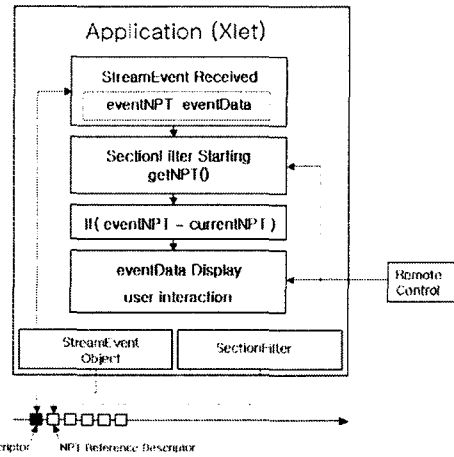 Application (Xlet)
StreamEvent Received
eventNPT eventData
SectionFilter Starting
getNPT()
If( eventNPT - currentNPT )
eventData Display
user interaction
Remote
Control
StreamEvent
Object
SectionFilter
NPT Reference Descriptor